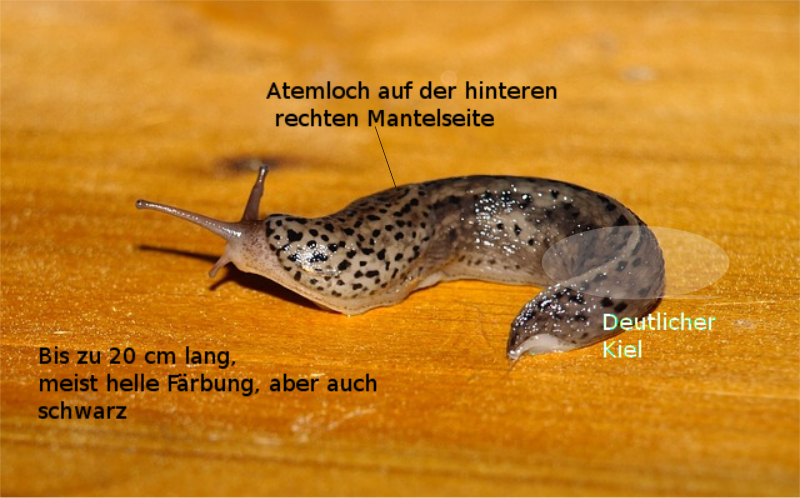 Atemloch auf der hinteren
rechten Mantelseite
Deutlicher
Kiel
Bis zu 20 cm lang,
meist helle Färbung, aber auch
schwarz